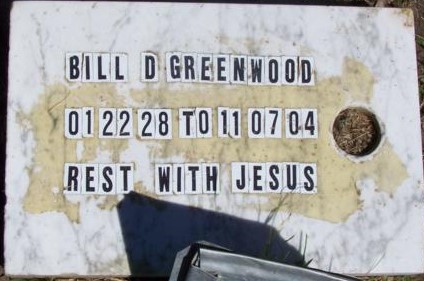 BILL D GREENWOOD
01 22 28 TO 11 07 04
REST WITH JESUS